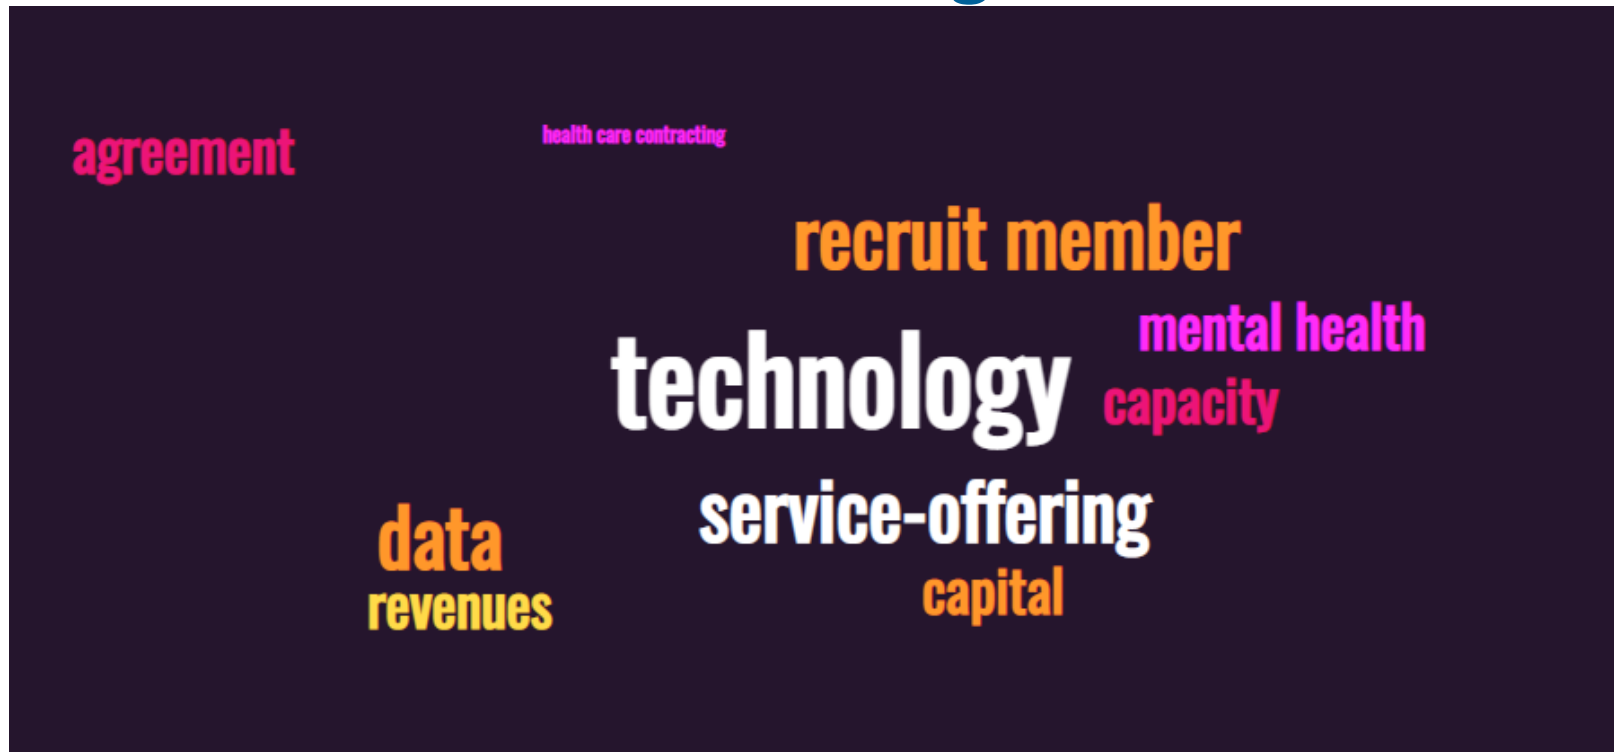 agreement
health care contracting
recruit member
mental health
technology
capacity
service-offering
data
capital
revenues